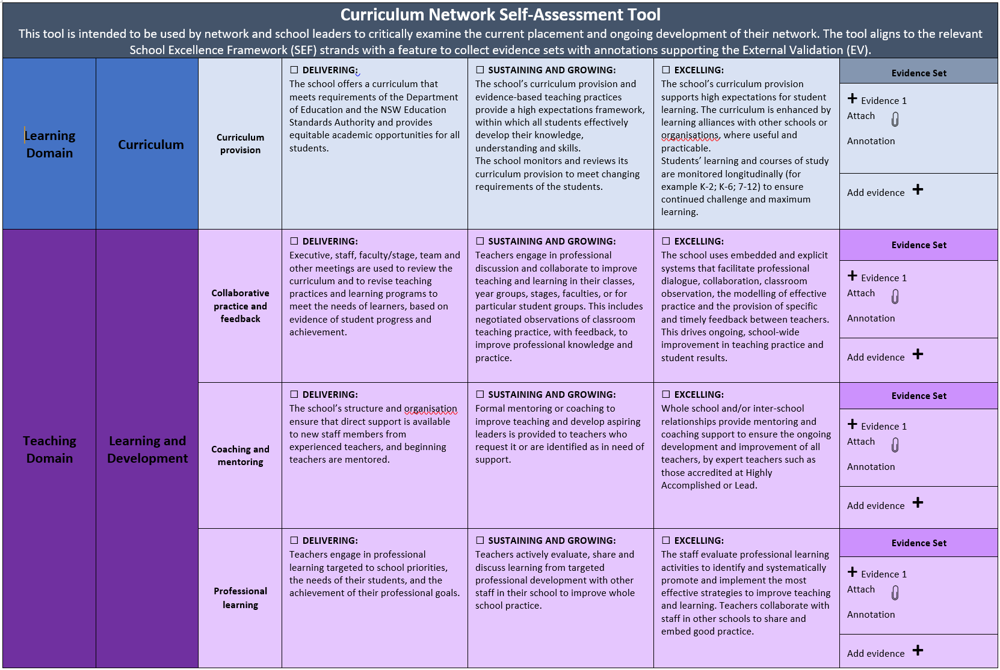 Curriculum Network Self-Assessment Tool
This tool is intended to be used by network and school leaders to critically examine the current placement and ongoing development of their network. The tool aligns to the relevant
School Excellence Framework (SEF) strands with a feature to collect evidence sets with annotations supporting the External Validation (EV).
Learning
Domain
Curriculum
Curriculum
provision
☐ DELIVERING:
The school offers a curriculum that
meets requirements of the Department
of Education and the NSW Education
Standards Authority and provides
equitable academic opportunities for all
students.
☐ SUSTAINING AND GROWING:
The school’s curriculum provision and
evidence-based teaching practices
provide a high expectations framework,
within which all students effectively
develop their knowledge,
understanding and skills.
The school monitors and reviews its
curriculum provision to meet changing
requirements of the students.
☐ EXCELLING:
The school’s curriculum provision
supports high expectations for student
learning. The curriculum is enhanced by
learning alliances with other schools or
organisations, where useful and
practicable.
Students’ learning and courses of study
are monitored longitudinally (for
example K-2; K-6; 7-12) to ensure
continued challenge and maximum
learning.
Evidence Set
+ Evidence 1
Attach
Annotation
Add evidence +
Teaching
Domain
Learning and
Development
Collaborative
practice and
feedback
☐ DELIVERING:
Executive, staff, faculty/stage, team and
other meetings are used to review the
curriculum and to revise teaching
practices and learning programs to
meet the needs of learners, based on
evidence of student progress and
achievement.
☐ SUSTAINING AND GROWING:
Teachers engage in professional
discussion and collaborate to improve
teaching and learning in their classes,
year groups, stages, faculties, or for
particular student groups. This includes
negotiated observations of classroom
teaching practice, with feedback, to
improve professional knowledge and
practice.
☐ EXCELLING:
The school uses embedded and explicit
systems that facilitate professional
dialogue, collaboration, classroom
observation, the modelling of effective
practice and the provision of specific
and timely feedback between teachers.
This drives ongoing, school-wide
improvement in teaching practice and
student results.
Evidence Set
+ Evidence 1
Attach
Annotation
Add evidence +
Coaching and
mentoring
☐ DELIVERING:
The school’s structure and organisation
ensure that direct support is available
to new staff members from
experienced teachers, and beginning
teachers are mentored.
☐ SUSTAINING AND GROWING:
Formal mentoring or coaching to
improve teaching and develop aspiring
leaders is provided to teachers who
request it or are identified as in need of
support.
☐ EXCELLING:
Whole school and/or inter-school
relationships provide mentoring and
coaching support to ensure the ongoing
development and improvement of all
teachers, by expert teachers such as
those accredited at Highly
Accomplished or Lead.
Evidence Set
+ Evidence 1
Attach
Annotation
Add evidence +
Professional
learning
☐ DELIVERING:
Teachers engage in professional
learning targeted to school priorities,
the needs of their students, and the
achievement of their professional goals.
☐ SUSTAINING AND GROWING:
Teachers actively evaluate, share and
discuss learning from targeted
professional development with other
staff in their school to improve whole
school practice.
☐ EXCELLING:
The staff evaluate professional learning
activities to identify and systematically
promote and implement the most
effective strategies to improve teaching
and learning. Teachers collaborate with
staff in other schools to share and
embed good practice.
Evidence Set
+ Evidence 1
Attach
Annotation
Add evidence +